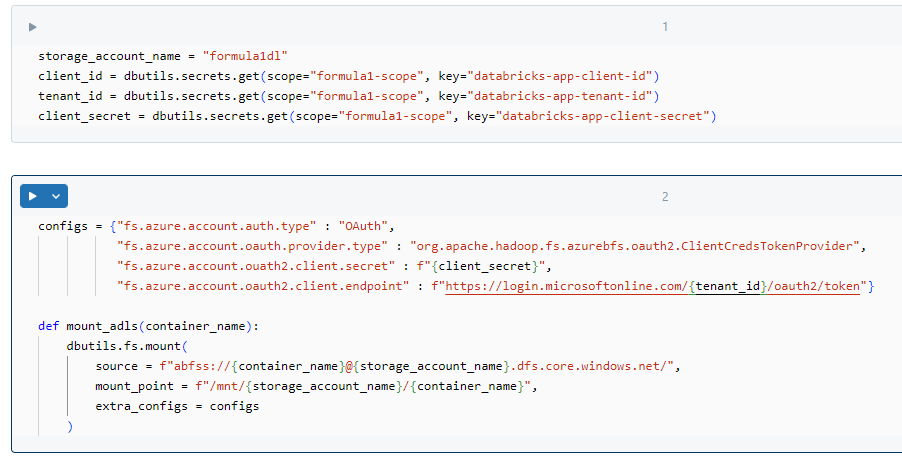 1
storage_account_name = "formula1dl"
client_id = dbutils.secrets.get(scope="formula1-scope", key="databricks-app-client-id")
tenant_id = dbutils.secrets.get(scope="formula1-scope", key="databricks-app-tenant-id")
client_secret = dbutils.secrets.get(scope="formula1-scope", key="databricks-app-client-secret")
2
configs = {"fs.azure.account.auth.type" : "OAuth",
"fs.azure.account.oauth.provider.type" : "org.apache.hadoop.fs.azurebfs.oauth2.ClientCredsTokenProvider",
"fs.azure.account.ouath2.client.secret" : f"{client_secret}",
"fs.azure.account.oauth2.client.endpoint" : f"https://login.microsoftonline.com/{tenant_id}/oauth2/token"}
def mount_adls(container_name):
dbutils.fs.mount(
source = f"abfss://{container_name}@{storage_account_name}.dfs.core.windows.net/",
mount_point = f"/mnt/{storage_account_name}/{container_name}",
extra_configs = configs
)